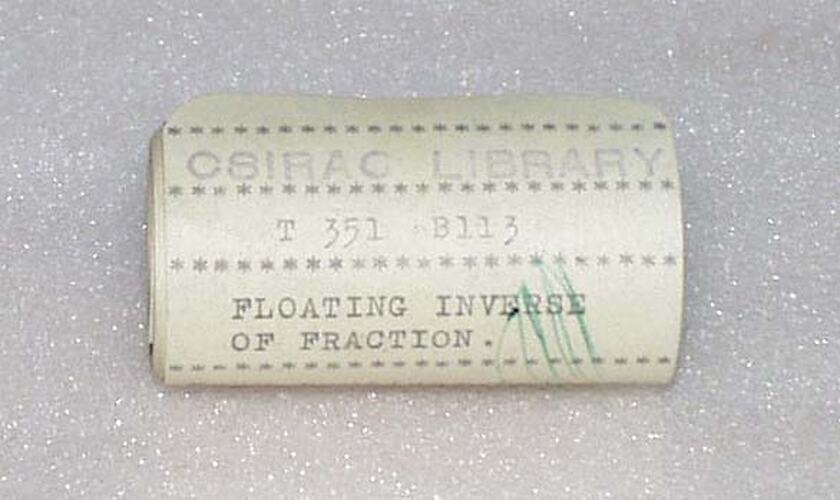 CSIRAC LIBRARY
T 351 B113
FLOATING INVERSE
OF FRACTION.